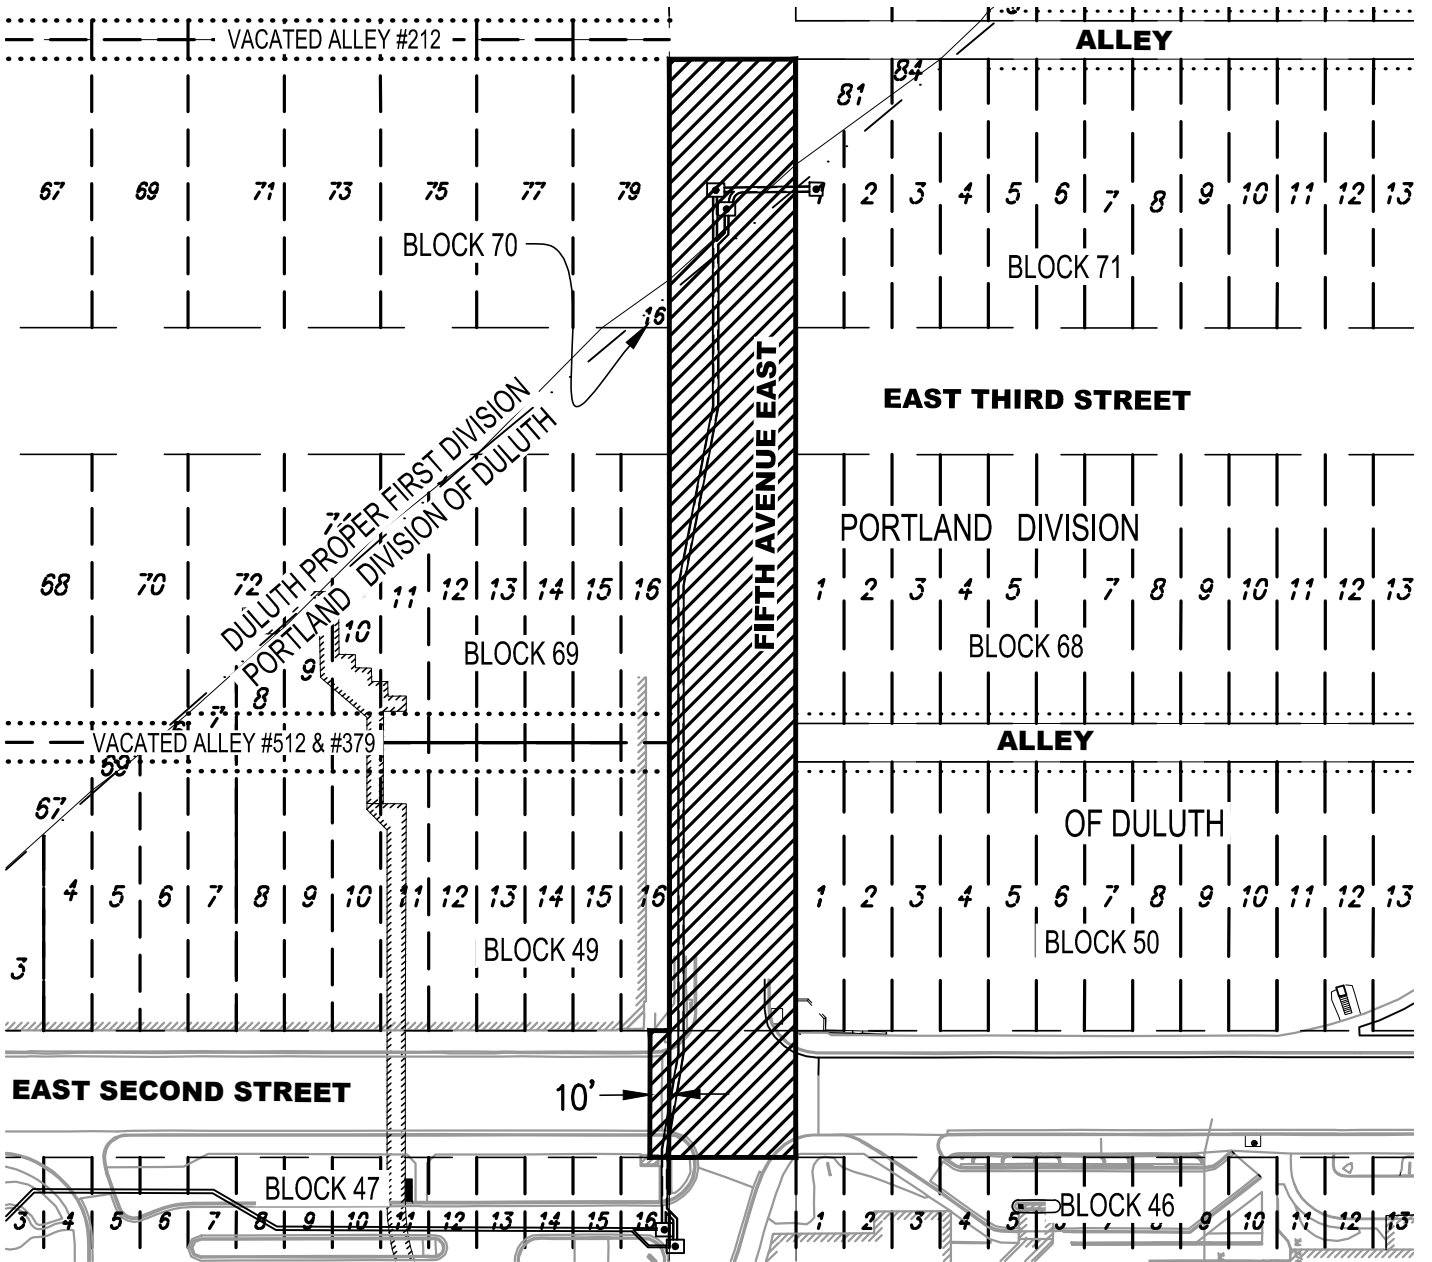 VACATED ALLEY #212
ALLEY
81 84
67 69 71 73 75 77 79
1 2 3 4 5 6 7 8 9 10 11 12 13
BLOCK 70
BLOCK 71
16
FIFTH AVENUE EAST
EAST THIRD STREET
DULUTH PROPER FIRST DIVISION
PORTLAND DIVISION OF DULUTH
PORTLAND DIVISION
68 70 72
7 8 9 10 11 12 13 14 15 16
1 2 3 4 5 7 8 9 10 11 12 13
BLOCK 69
BLOCK 68
VACATED ALLEY #512 & #379
ALLEY
69
67
OF DULUTH
3 4 5 6 7 8 9 10 11 12 13 14 15 16
1 2 3 4 5 6 7 8 9 10 11 12 13
BLOCK 49
BLOCK 50
EAST SECOND STREET
10'
BLOCK 47
BLOCK 46
3 4 5 6 7 8 9 10 11 12 13 14 15 16
1 2 3 4 5 6 7 8 9 10 11 12 13